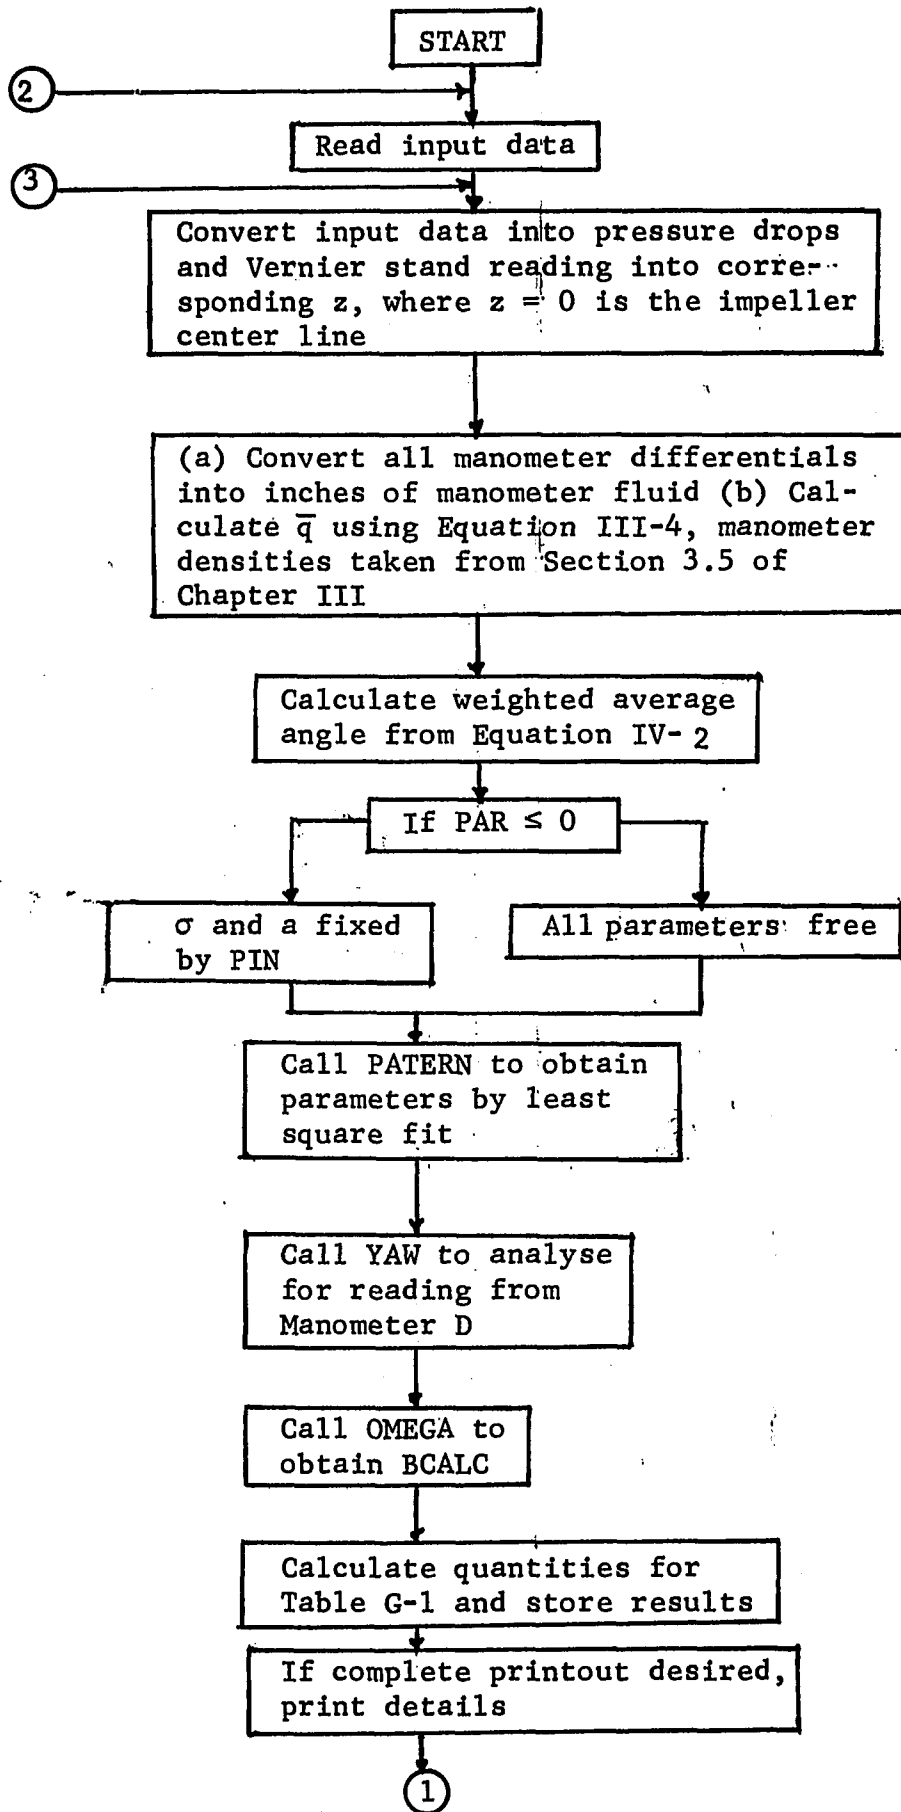 START
2
Read input data
3
Convert input data into pressure drops
and Vernier stand reading into corre-
sponding z, where z = 0 is the impeller
center line
(a) Convert all manometer differentials
into inches of manometer fluid (b) Cal-
culate q̅ using Equation III-4, manometer
densities taken from Section 3.5 of
Chapter III
Calculate weighted average
angle from Equation IV-2
If PAR ≤ 0
σ and a fixed
by PIN
All parameters free
Call PATERN to obtain
parameters by least
square fit
Call YAW to analyse
for reading from
Manometer D
Call OMEGA to
obtain BCALC
Calculate quantities for
Table G-1 and store results
If complete printout desired,
print details
1